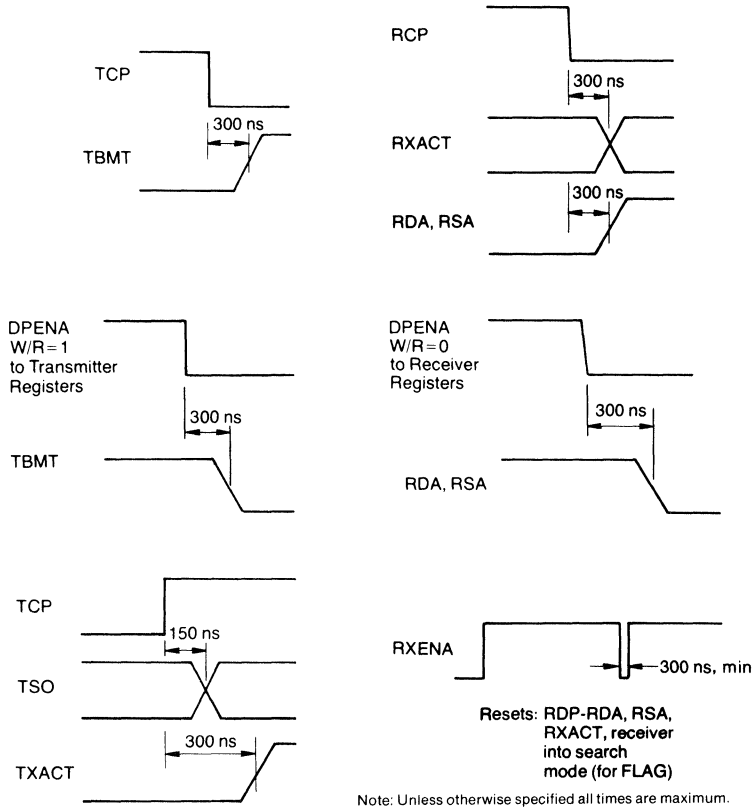 TCP
300 ns
TBMT
RCP
300 ns
RXACT
300 ns
RDA, RSA
DPENA
W/R=1
to Transmitter
Registers
300 ns
TBMT
DPENA
W/R=0
to Receiver
Registers
300 ns
RDA, RSA
TCP
150 ns
TSO
300 ns
TXACT
RXENA
300 ns, min
Resets: RDP-RDA, RSA,
RXACT, receiver
into search
mode (for FLAG)
Note: Unless otherwise specified all times are maximum.